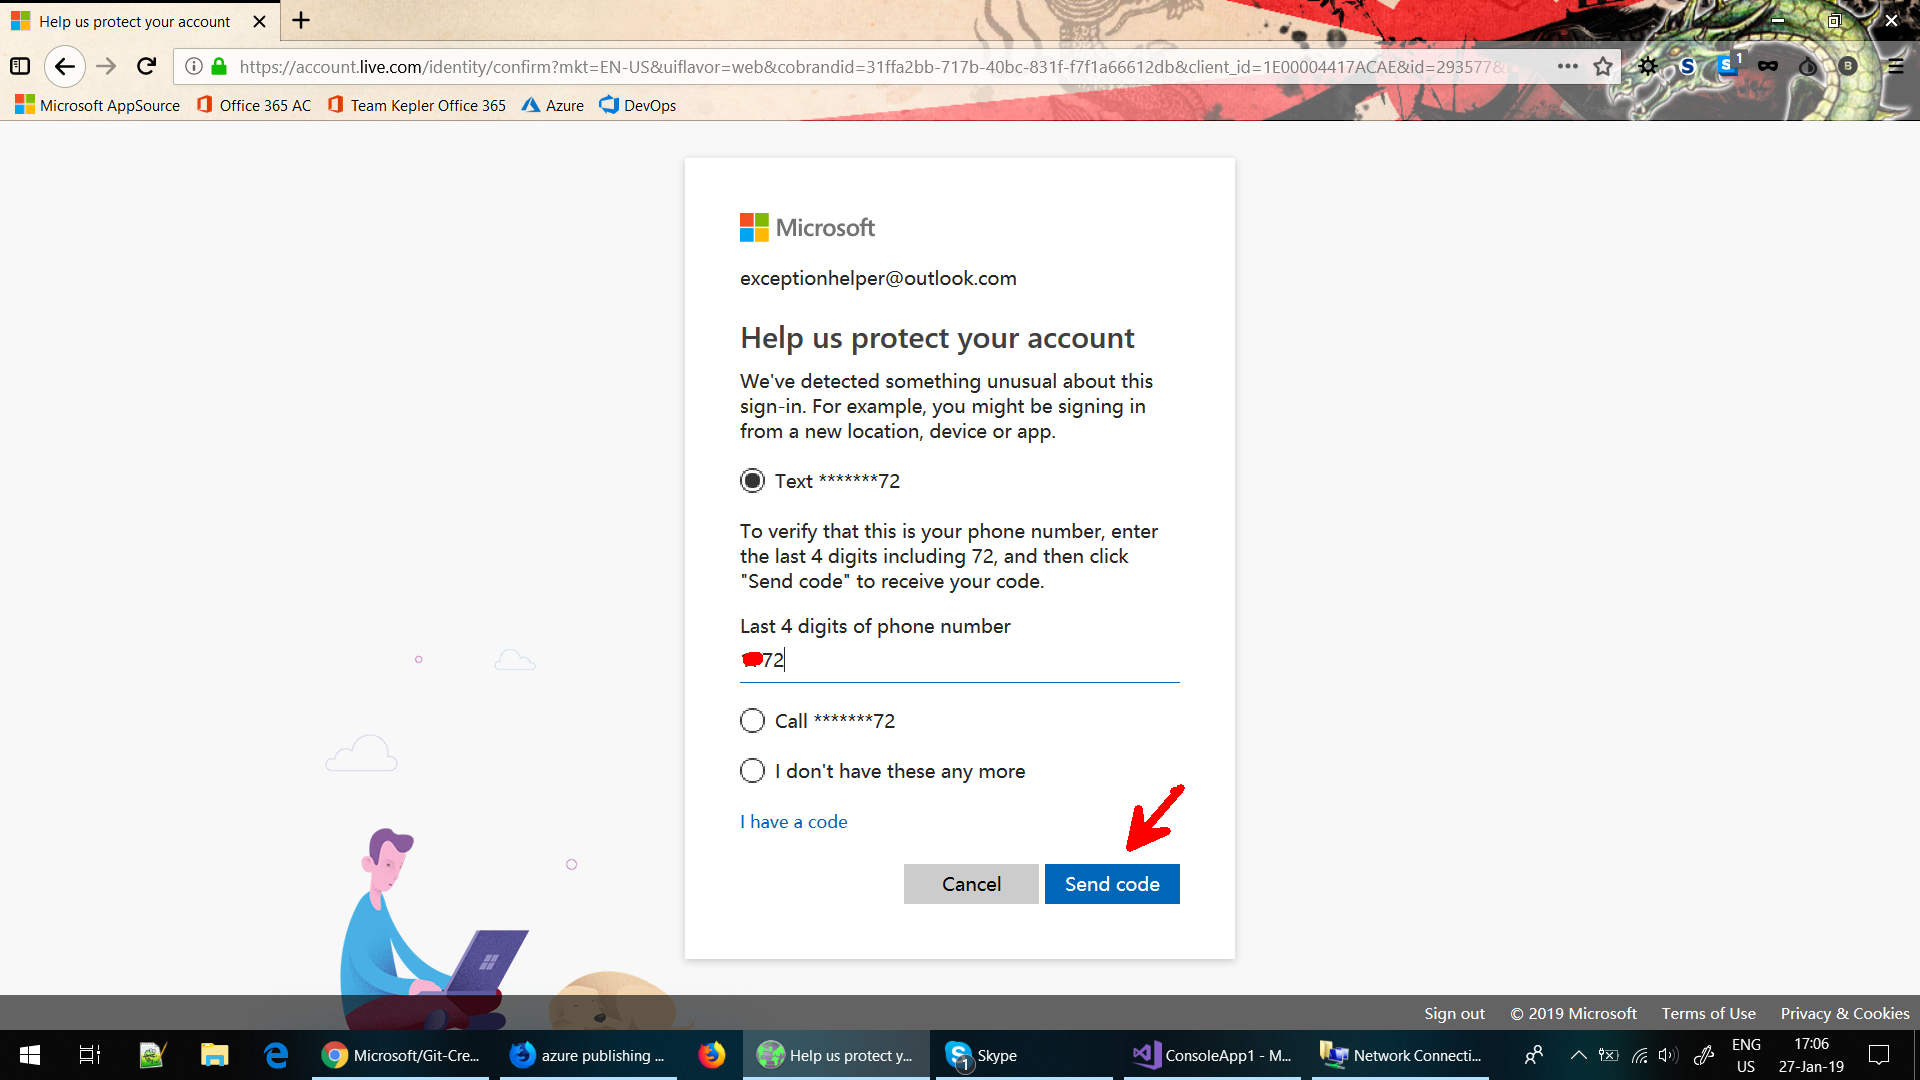 Help us protect your account
https://account.live.com/identity/confirm?mkt=EN-US&uiflavor=web&cobrandid=31ffa2bb-717b-40bc-831f-f7f1a66612db&client_id=1E00004417ACAE&id=293577&
S
S
1
B
Microsoft AppSource
Office 365 AC
Team Kepler Office 365
Azure
DevOps
Microsoft
exceptionhelper@outlook.com
Help us protect your account
We've detected something unusual about this
sign-in. For example, you might be signing in
from a new location, device or app.
Text *******72
To verify that this is your phone number, enter
the last 4 digits including 72, and then click
"Send code" to receive your code.
Last 4 digits of phone number
72
Call *******72
I don't have these any more
I have a code
Cancel
Send code
Sign out
© 2019 Microsoft
Terms of Use
Privacy & Cookies
Microsoft/Git-Cre...
azure publishing ...
Help us protect y...
1
Skype
ConsoleApp1 - M...
Network Connecti...
ENG
US
17:06
27-Jan-19